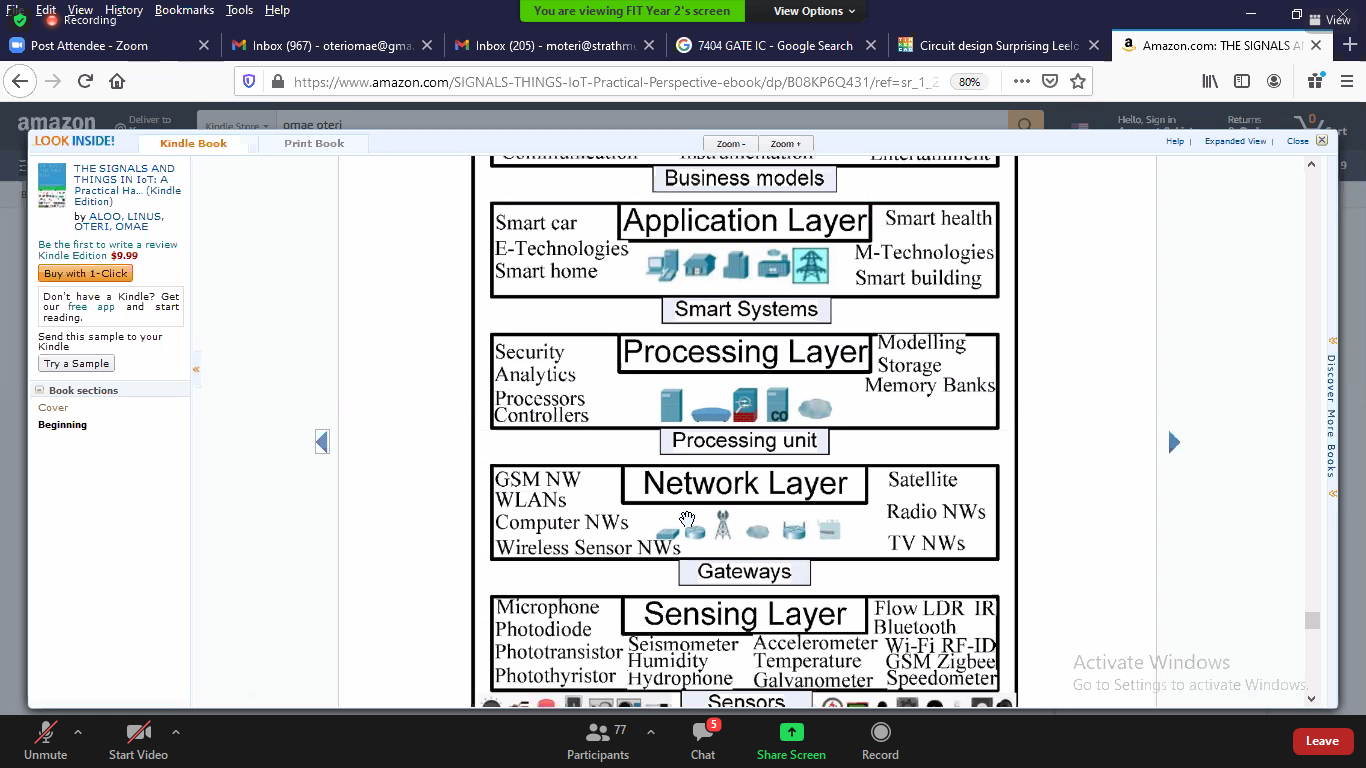 File Edit View History Bookmarks Tools Help
Recording
You are viewing FIT Year 2's screen
View Options
View
Post Attendee - Zoom
Inbox (967) - oteriomae@gma
Inbox (205) - moteri@strathm
7404 GATE IC - Google Search
Circuit design Surprising Leelo
Amazon.com: THE SIGNALS A
https://www.amazon.com/SIGNALS-THINGS-IoT-Practical-Perspective-ebook/dp/B08KP6Q431/ref=sr_1_2
80%
amazon
Deliver to
Kindle Store
omae oteri
Hello, Sign in
Returns
0
LOOK INSIDE!
Kindle Book
Print Book
Zoom -
Zoom +
Help | Expanded View | Close
THE SIGNALS AND
THINGS IN IoT: A
Practical Ha... (Kindle
Edition)
by ALOO, LINUS,
OTERI, OMAE
Be the first to write a review
Kindle Edition $9.99
Buy with 1-Click
Don't have a Kindle? Get
our free app and start
reading.
Send this sample to your
Kindle
Try a Sample
Book sections
Cover
Beginning
Communication Instrumentation Entertainment
Business models
Application Layer
Smart car
E-Technologies
Smart home
Smart health
M-Technologies
Smart building
Smart Systems
Processing Layer
Security
Analytics
Processors
Controllers
CO
Modelling
Storage
Memory Banks
Processing unit
Network Layer
GSM NW
WLANs
Computer NWs
Wireless Sensor NWs
Satellite
Radio NWs
TV NWs
Gateways
Sensing Layer
Microphone
Photodiode
Phototransistor
Photothyristor
Seismometer
Humidity
Hydrophone
Accelerometer
Temperature
Galvanometer
Flow LDR IR
Bluetooth
Wi-Fi RF-ID
GSM Zigbee
Speedometer
Sensors
Discover More Books
Activate Windows
Go to Settings to activate Windows.
Unmute
Start Video
77
Participants
5
Chat
Share Screen
Record
Leave